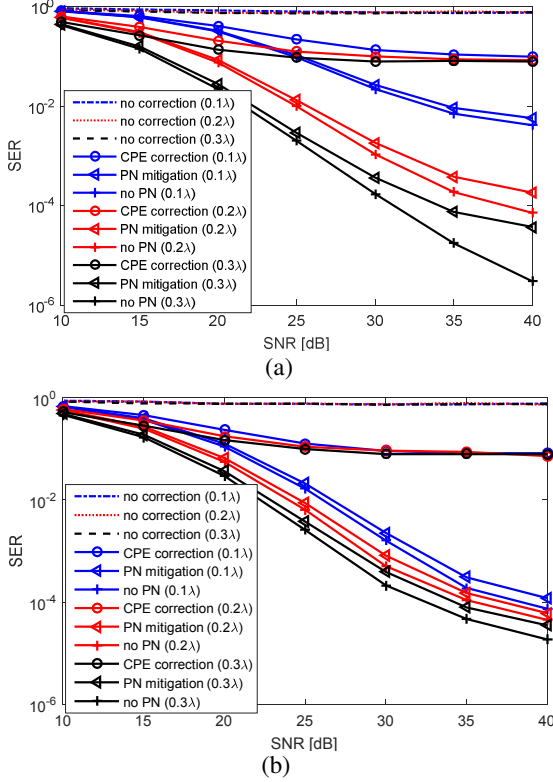 10^0
10^-2
10^-4
10^-6
SER
no correction (0.1λ)
no correction (0.2λ)
no correction (0.3λ)
CPE correction (0.1λ)
PN mitigation (0.1λ)
no PN (0.1λ)
CPE correction (0.2λ)
PN mitigation (0.2λ)
no PN (0.2λ)
CPE correction (0.3λ)
PN mitigation (0.3λ)
no PN (0.3λ)
10 15 20 25 30 35 40
SNR [dB]
(a)
10^0
10^-2
10^-4
10^-6
SER
no correction (0.1λ)
no correction (0.2λ)
no correction (0.3λ)
CPE correction (0.1λ)
PN mitigation (0.1λ)
no PN (0.1λ)
CPE correction (0.2λ)
PN mitigation (0.2λ)
no PN (0.2λ)
CPE correction (0.3λ)
PN mitigation (0.3λ)
no PN (0.3λ)
10 15 20 25 30 35 40
SNR [dB]
(b)